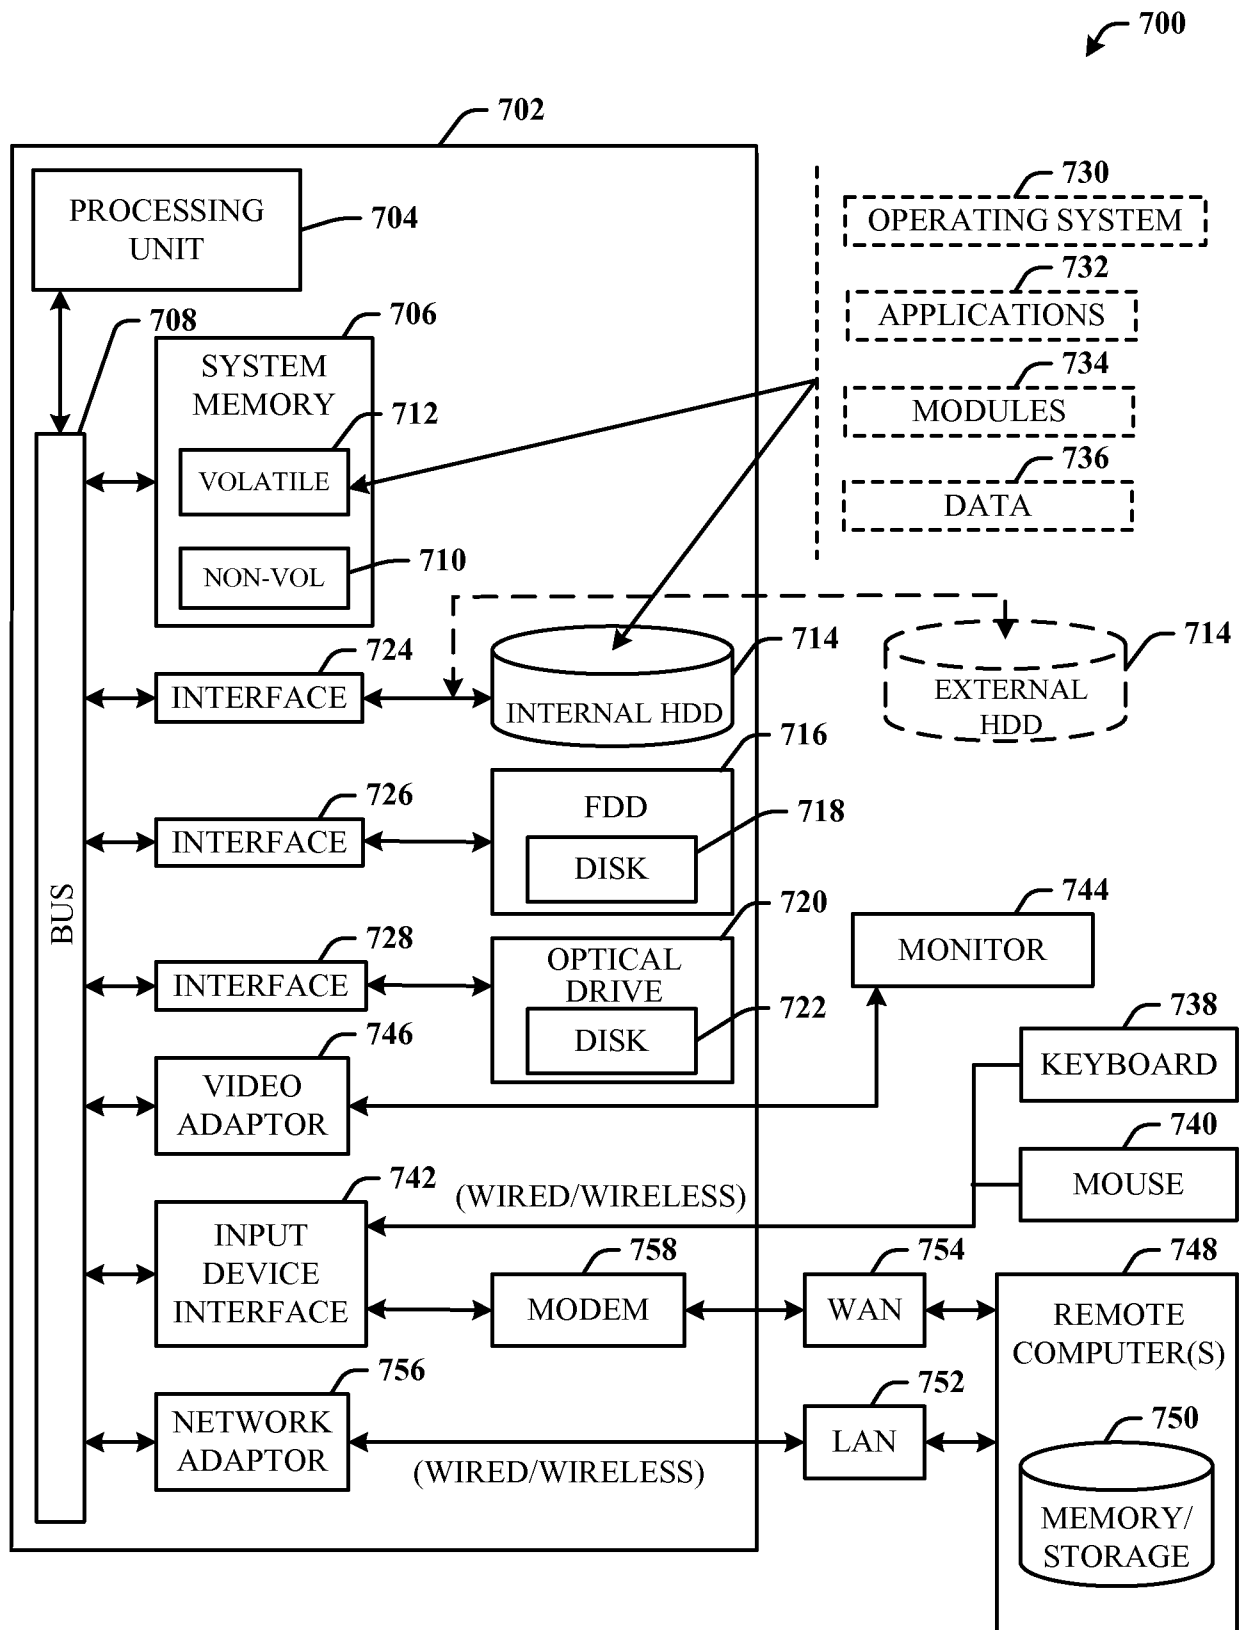 700
702
PROCESSING
UNIT
704
730
OPERATING SYSTEM
732
APPLICATIONS
734
MODULES
736
DATA
708
706
SYSTEM
MEMORY
712
VOLATILE
710
NON-VOL
724
INTERFACE
714
INTERNAL HDD
714
EXTERNAL
HDD
716
FDD
718
DISK
726
INTERFACE
BUS
720
OPTICAL
DRIVE
722
DISK
728
INTERFACE
744
MONITOR
746
VIDEO
ADAPTOR
738
KEYBOARD
740
MOUSE
742
INPUT
DEVICE
INTERFACE
(WIRED/WIRELESS)
758
MODEM
754
WAN
748
REMOTE
COMPUTER(S)
756
NETWORK
ADAPTOR
(WIRED/WIRELESS)
752
LAN
750
MEMORY/
STORAGE